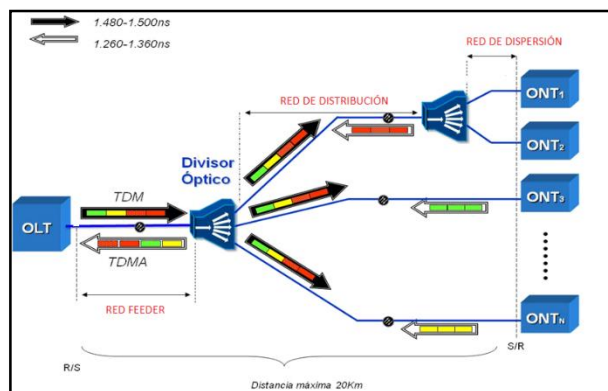 1.480-1.500ns
1.260-1.360ns
RED DE DISPERSIÓN
RED DE DISTRIBUCIÓN
ONT1
ONT2
Divisor
Óptico
TDM
ONT3
OLT
TDMA
RED FEEDER
ONTN
R/S
S/R
Distancia máxima 20Km